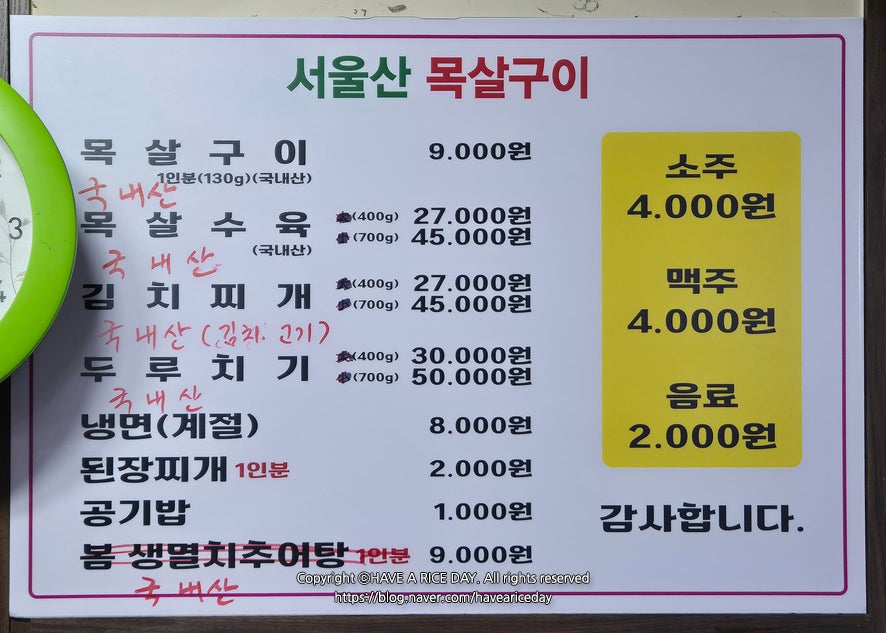 서울산 목살구이
목 살 구 이 9.000원
1인분(130g)(국내산)
국내산
목 살 수 육 (400g) 27.000원
(700g) 45.000원
(국내산)
국내산
김 치 찌 개 (400g) 27.000원
(700g) 45.000원
국내산 (김치. 고기)
두 루 치 기 (400g) 30.000원
(700g) 50.000원
국내산
냉면(계절) 8.000원
된장찌개 1인분 2.000원
공기밥 1.000원
봄 생멸치추어탕 1인분 9.000원
국내산
소주
4.000원
맥주
4.000원
음료
2.000원
감사합니다.
3
4
Copyright ©HAVE A RICE DAY. All rights reserved
https://blog.naver.com/haveariceday